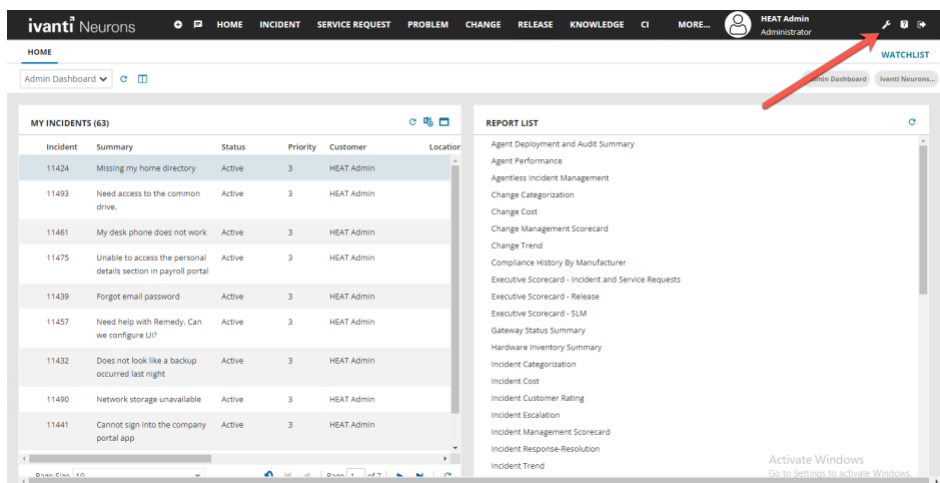 ivanti Neurons HOME INCIDENT SERVICE REQUEST PROBLEM CHANGE RELEASE KNOWLEDGE CI MORE... HEAT Admin
Administrator
HOME
WATCHLIST
Admin Dashboard
Admin Dashboard Ivanti Neurons...
MY INCIDENTS (63)
Incident Summary Status Priority Customer Location
11424 Missing my home directory Active 3 HEAT Admin
11493 Need access to the common drive. Active 3 HEAT Admin
11461 My desk phone does not work Active 3 HEAT Admin
11475 Unable to access the personal details section in payroll portal Active 3 HEAT Admin
11439 Forgot email password Active 3 HEAT Admin
11457 Need help with Remedy. Can we configure UI? Active 3 HEAT Admin
11432 Does not look like a backup occurred last night Active 3 HEAT Admin
11490 Network storage unavailable Active 3 HEAT Admin
11441 Cannot sign into the company portal app Active 3 HEAT Admin
Page Size 10 Page 1 of 7
REPORT LIST
Agent Deployment and Audit Summary
Agent Performance
Agentless Incident Management
Change Categorization
Change Cost
Change Management Scorecard
Change Trend
Compliance History By Manufacturer
Executive Scorecard - Incident and Service Requests
Executive Scorecard - Release
Executive Scorecard - SLM
Gateway Status Summary
Hardware Inventory Summary
Incident Categorization
Incident Cost
Incident Customer Rating
Incident Escalation
Incident Management Scorecard
Incident Response-Resolution
Incident Trend
Activate Windows
Go to Settings to activate Windows.